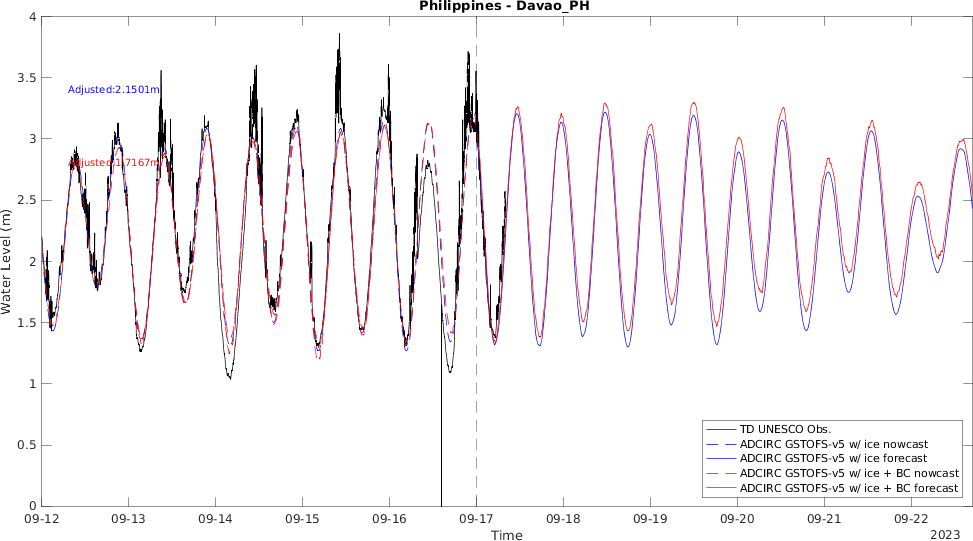 Philippines - Davao_PH
4
3.5
3
2.5
2
1.5
1
0.5
0
Water Level (m)
Adjusted:2.1501m
Adjusted:1.7167m
TD UNESCO Obs.
ADCIRC GSTOFS-v5 w/ ice nowcast
ADCIRC GSTOFS-v5 w/ ice forecast
ADCIRC GSTOFS-v5 w/ ice + BC nowcast
ADCIRC GSTOFS-v5 w/ ice + BC forecast
09-12 09-13 09-14 09-15 09-16 09-17 09-18 09-19 09-20 09-21 09-22
Time
2023